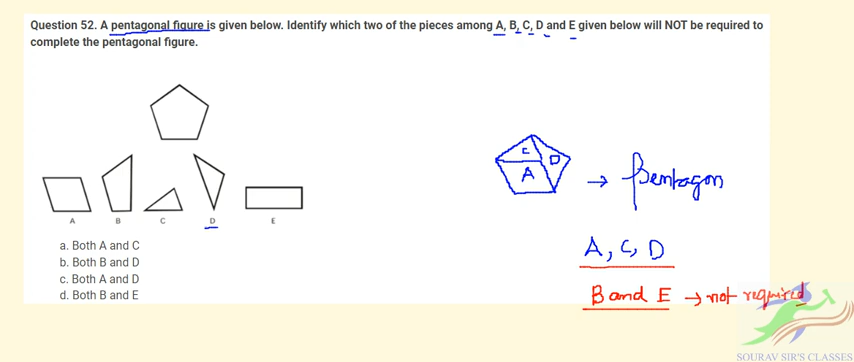 Question 52. A pentagonal figure is given below. Identify which two of the pieces among A, B, C, D and E given below will NOT be required to
complete the pentagonal figure.
C
D
A
→ Pentagon
A B C D E
a. Both A and C
b. Both B and D
c. Both A and D
d. Both B and E
A, C, D
B and E → not required
SOURAV SIR'S CLASSES